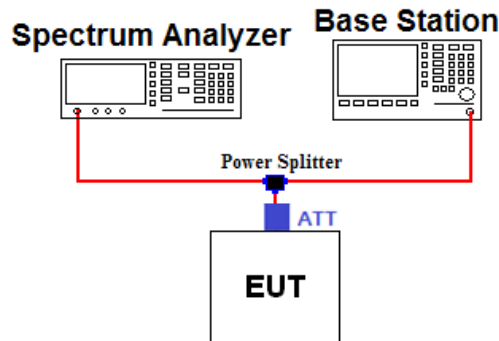 Spectrum Analyzer
Base Station
Power Splitter
ATT
EUT